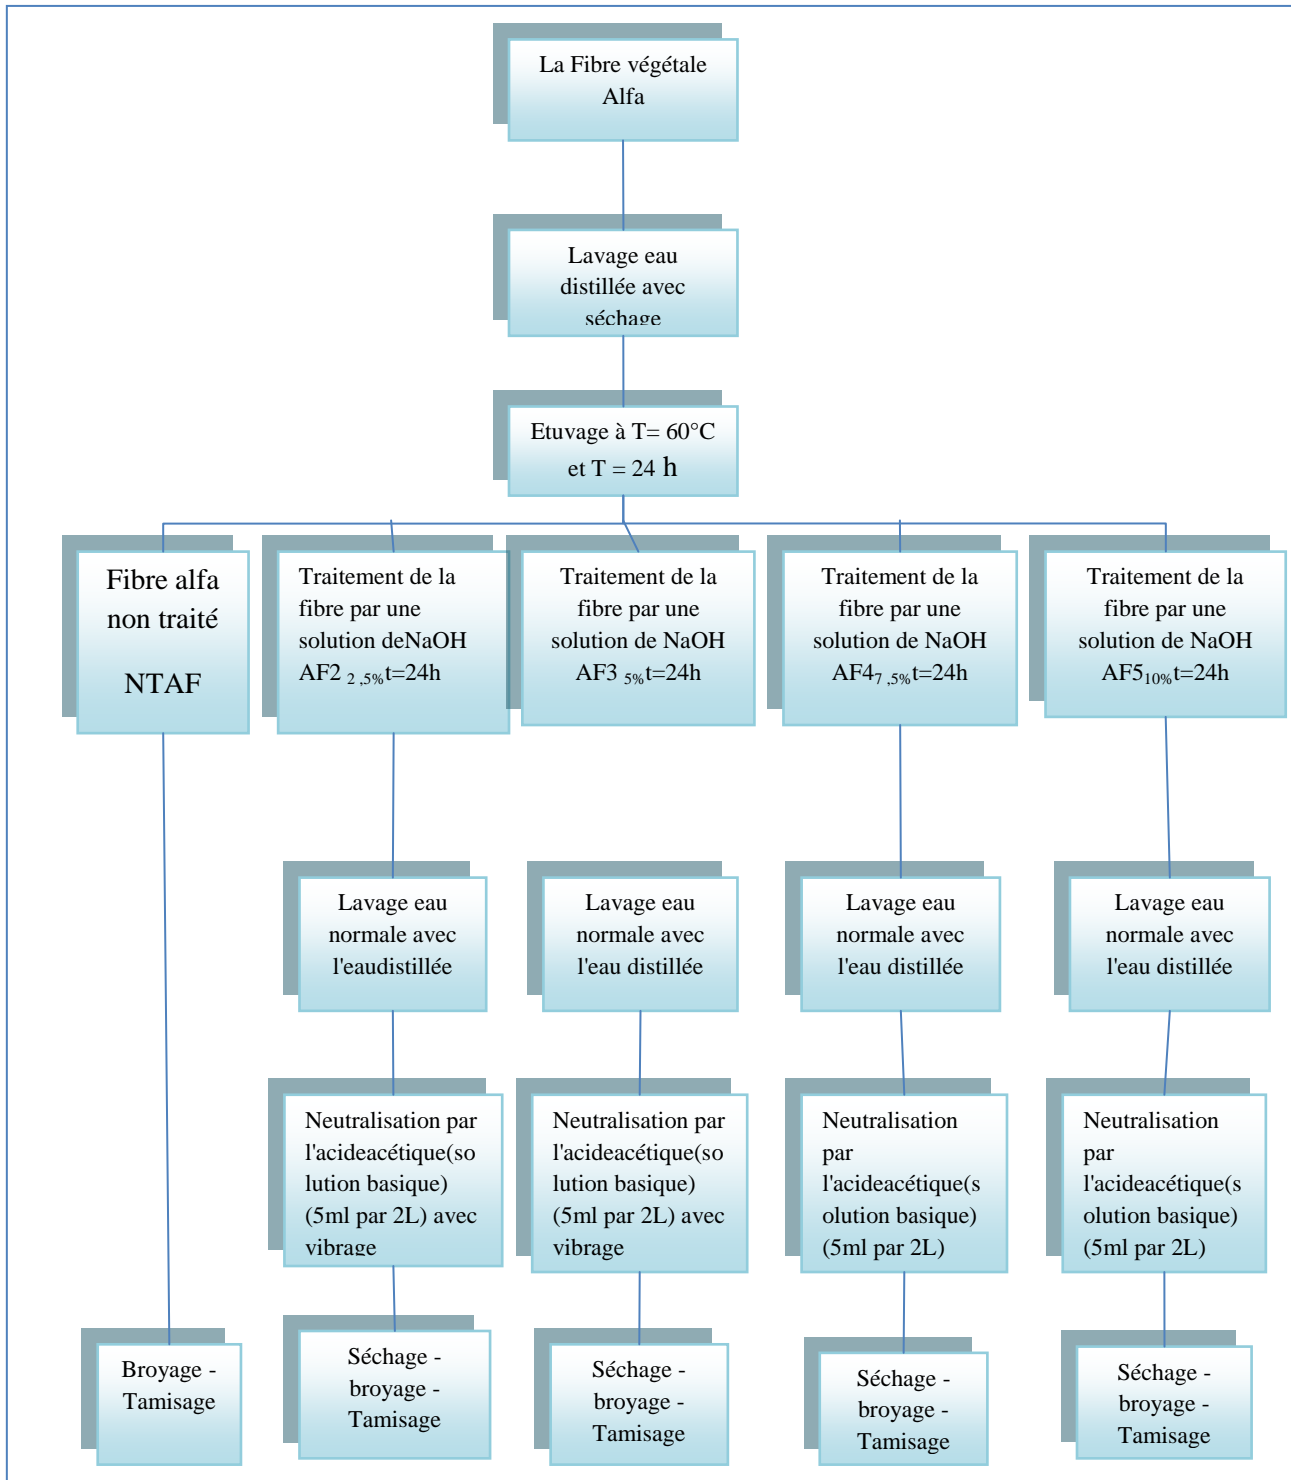 La Fibre végétale
Alfa
Lavage eau
distillée avec
séchage
Etuvage à T= 60°C
et T = 24 h
Fibre alfa
non traité
NTAF
Traitement de la
fibre par une
solution deNaOH
AF2 2 ,5%t=24h
Traitement de la
fibre par une
solution de NaOH
AF3 5%t=24h
Traitement de la
fibre par une
solution de NaOH
AF47 ,5%t=24h
Traitement de la
fibre par une
solution de NaOH
AF510%t=24h
Lavage eau
normale avec
l'eaudistillée
Lavage eau
normale avec
l'eau distillée
Lavage eau
normale avec
l'eau distillée
Lavage eau
normale avec
l'eau distillée
Neutralisation par
l'acideacétique(so
lution basique)
(5ml par 2L) avec
vibrage
Neutralisation par
l'acideacétique(so
lution basique)
(5ml par 2L) avec
vibrage
Neutralisation
par
l'acideacétique(s
olution basique)
(5ml par 2L)
Neutralisation
par
l'acideacétique(s
olution basique)
(5ml par 2L)
Broyage -
Tamisage
Séchage -
broyage -
Tamisage
Séchage -
broyage -
Tamisage
Séchage -
broyage -
Tamisage
Séchage -
broyage -
Tamisage